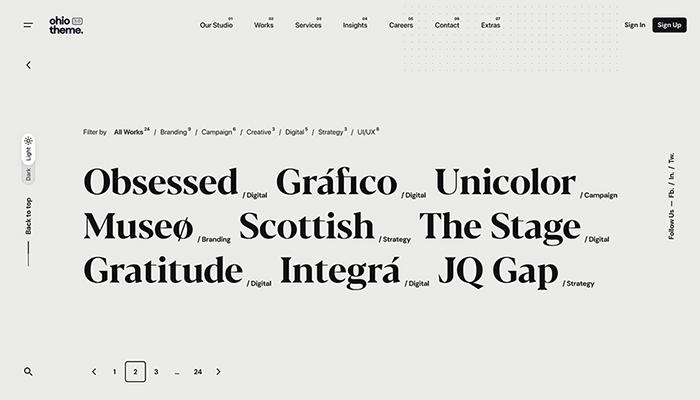 ohio 3.0
theme.
Our Studio 01 Works 02 Services 03 Insights 04 Careers 05 Contact 06 Extras 07
Sign In Sign Up
Filter by All Works 24 / Branding 9 / Campaign 6 / Creative 3 / Digital 5 / Strategy 3 / UI/UX 8
Light
Dark
Back to top
Obsessed / Digital Gráfico / Digital Unicolor / Campaign
Museø / Branding Scottish / Strategy The Stage / Digital
Gratitude / Digital Integrá / Digital JQ Gap / Strategy
Follow Us — Fb. / In. / Tw.
1 2 3 ... 24